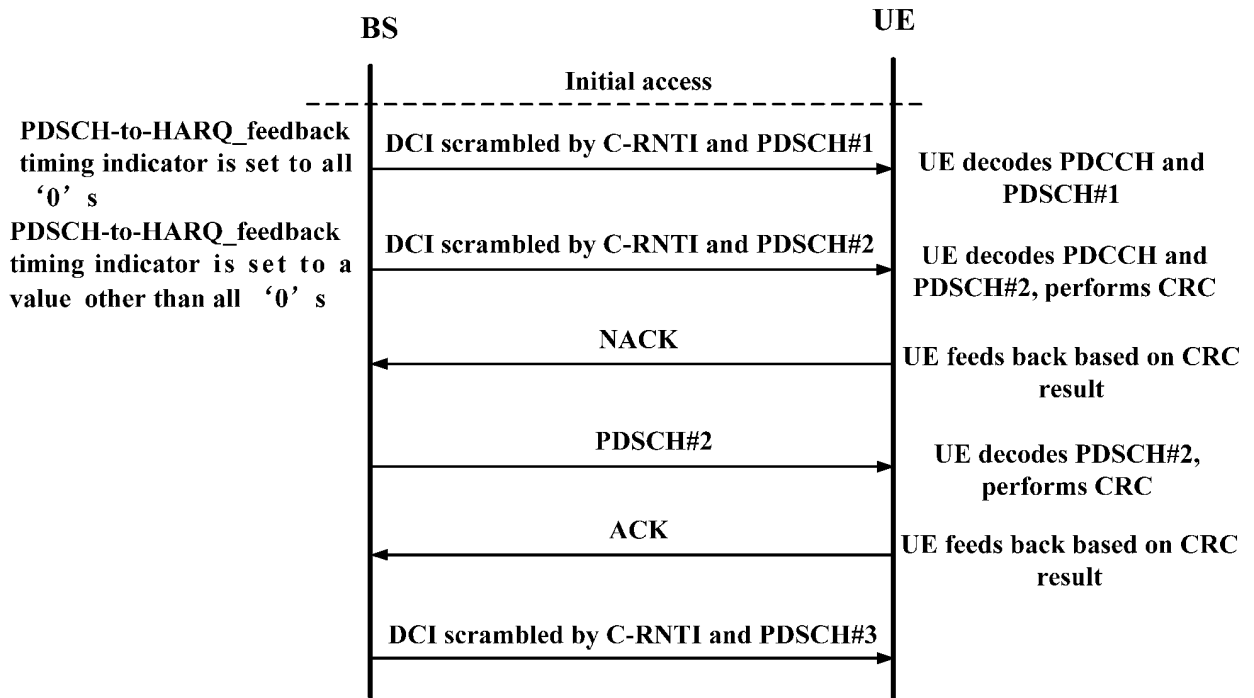 BS
UE
Initial access
PDSCH-to-HARQ_feedback
timing indicator is set to all
‘0’ s
DCI scrambled by C-RNTI and PDSCH#1
UE decodes PDCCH and
PDSCH#1
PDSCH-to-HARQ_feedback
timing indicator is set to a
value other than all ‘0’ s
DCI scrambled by C-RNTI and PDSCH#2
UE decodes PDCCH and
PDSCH#2, performs CRC
NACK
UE feeds back based on CRC
result
PDSCH#2
UE decodes PDSCH#2,
performs CRC
ACK
UE feeds back based on CRC
result
DCI scrambled by C-RNTI and PDSCH#3